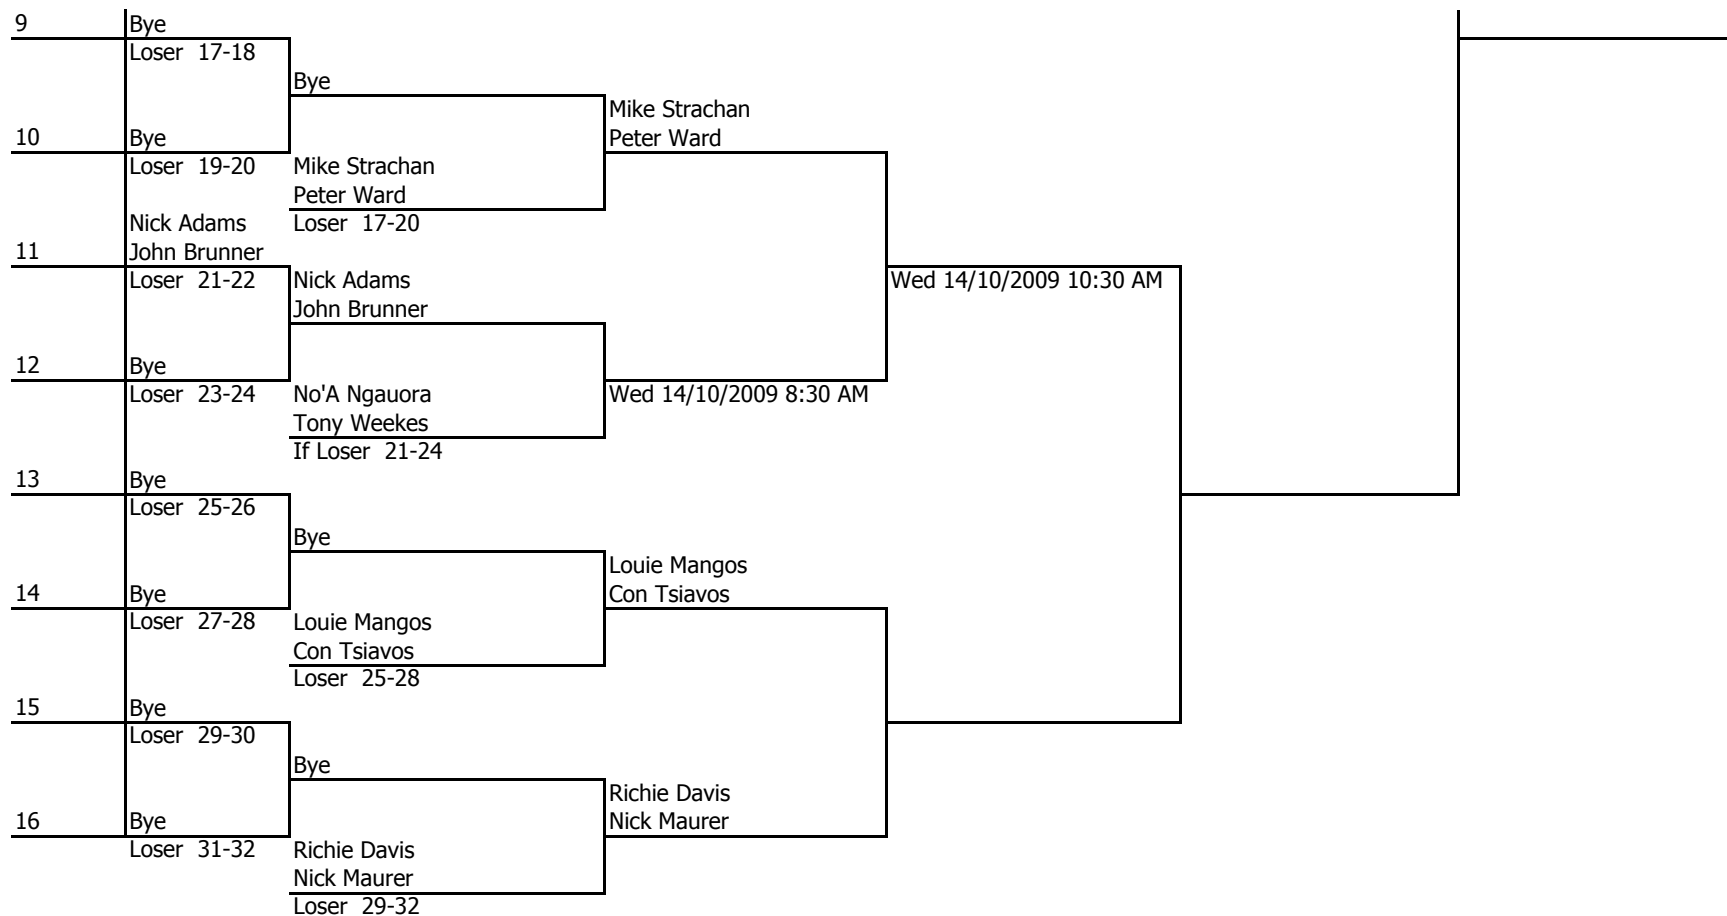 9
Bye
Loser 17-18
Bye
Mike Strachan
10
Bye
Peter Ward
Loser 19-20
Mike Strachan
Peter Ward
Nick Adams
Loser 17-20
11
John Brunner
Loser 21-22
Nick Adams
Wed 14/10/2009 10:30 AM
John Brunner
12
Bye
Loser 23-24
No'A Ngauora
Wed 14/10/2009 8:30 AM
Tony Weekes
If Loser 21-24
13
Bye
Loser 25-26
Bye
Louie Mangos
14
Bye
Con Tsiavos
Loser 27-28
Louie Mangos
Con Tsiavos
Loser 25-28
15
Bye
Loser 29-30
Bye
Richie Davis
16
Bye
Nick Maurer
Loser 31-32
Richie Davis
Nick Maurer
Loser 29-32